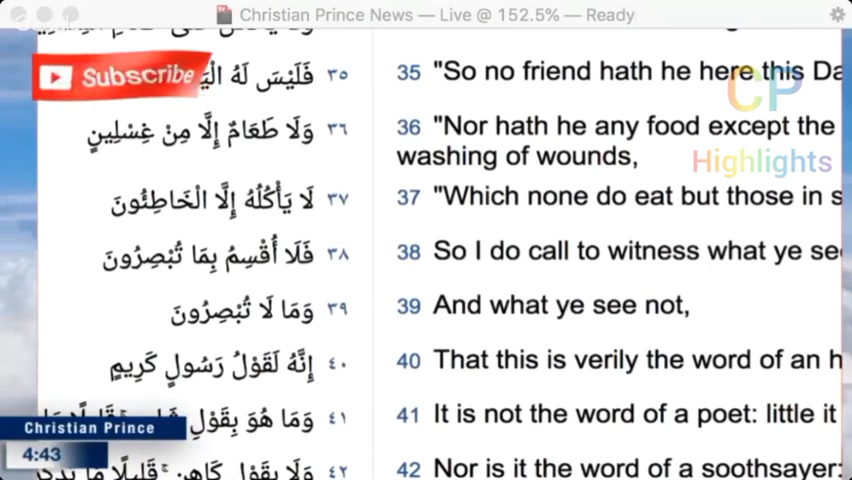 Christian Prince News — Live @ 152.5% — Ready
Subscribe
فَلَيْسَ لَهُ ٣٥
35 "So no friend hath he here this Da
CP
Highlights
وَلَا طَعَامٌ إِلَّا مِنْ غِسْلِينٍ ٣٦
36 "Nor hath he any food except the
washing of wounds,
لَا يَأْكُلُهُ إِلَّا الْخَاطِئُونَ ٣٧
37 "Which none do eat but those in s
فَلَا أُقْسِمُ بِمَا تُبْصِرُونَ ٣٨
38 So I do call to witness what ye se
وَمَا لَا تُبْصِرُونَ ٣٩
39 And what ye see not,
إِنَّهُ لَقَوْلُ رَسُولٍ كَرِيمٍ ٤٠
40 That this is verily the word of an h
وَمَا هُوَ بِقَوْلِ ٤١
41 It is not the word of a poet: little it
Christian Prince
4:43
وَلَا بِقَوْلِ كَاهِنٍ ۚ قَلِيلًا مَا ٤٢
42 Nor is it the word of a soothsayer: